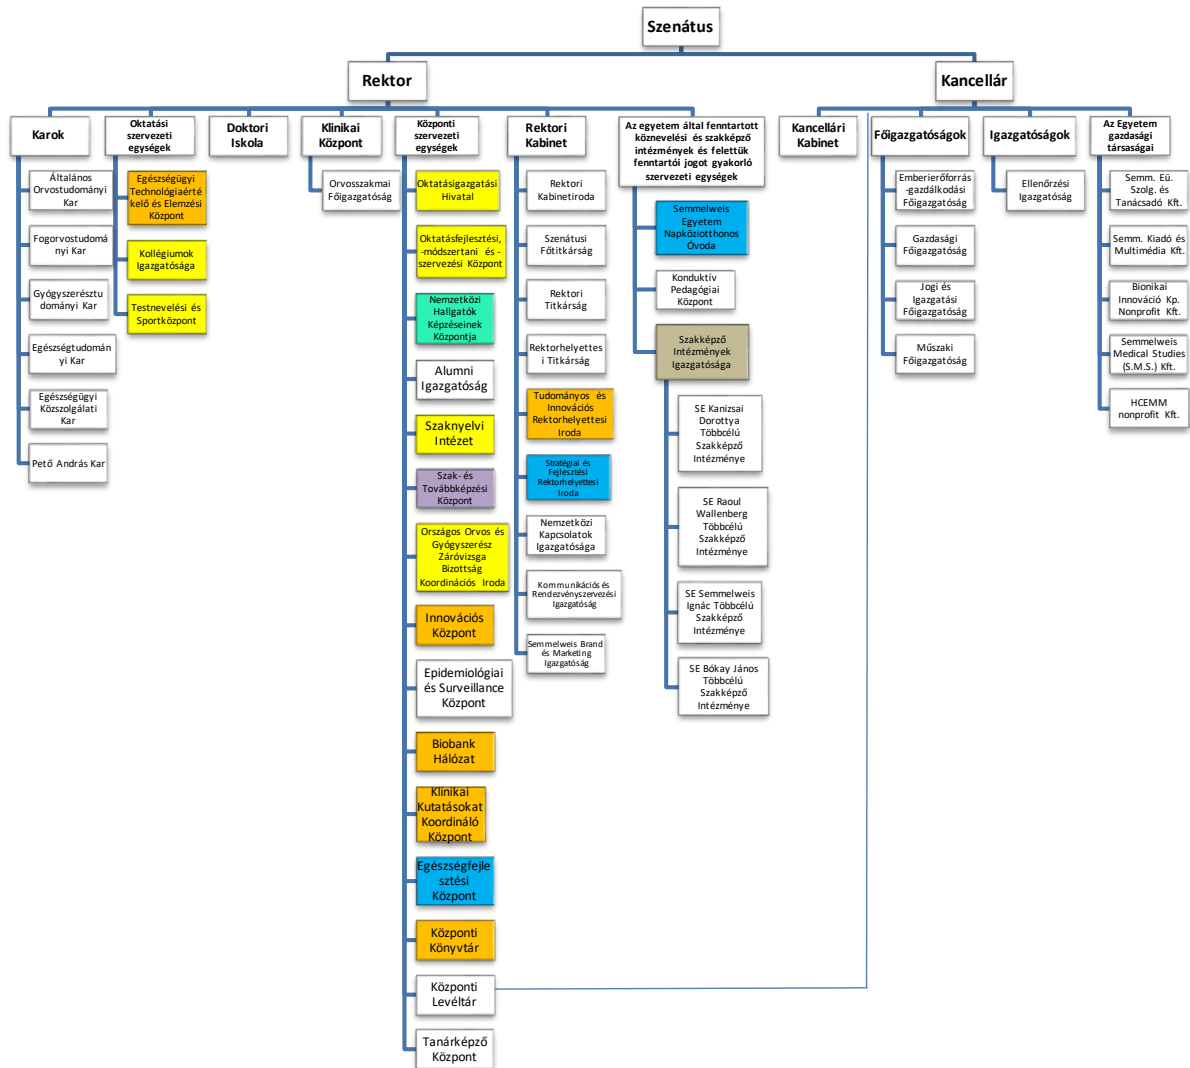 Szenátus
Rektor
Kancellár
Karok
Általános
Orvostudományi
Kar
Fogorvostudomá
nyi Kar
Gyógyszerésztu
dományi Kar
Egészségtudomán
yi Kar
Egészségügyi
Közszolgálati
Kar
Pető András Kar
Oktatási
szervezeti
egységek
Egészségügyi
Technológiaérté
kelő és Elemzési
Központ
Kollégiumok
Igazgatósága
Testnevelési és
Sportközpont
Doktori
Iskola
Klinikai
Központ
Orvosszakmai
Főigazgatóság
Központi
szervezeti
egységek
Oktatásigazgatási
Hivatal
Oktatásfejlesztési,
-módszertani és -
szervezési Központ
Nemzetközi
Hallgatók
Képzéseinek
Központja
Alumni
Igazgatóság
Szaknyelvi
Intézet
Szak- és
Továbbképzési
Központ
Országos Orvos és
Gyógyszerész
Záróvizsga
Bizottság
Koordinációs Iroda
Innovációs
Központ
Epidemiológiai
és Surveillance
Központ
Biobank
Hálózat
Klinikai
Kutatásokat
Koordináló
Központ
Egészségfejle
sztési
Központ
Központi
Könyvtár
Központi
Levéltár
Tanárképző
Központ
Rektori
Kabinet
Rektori
Kabinetiroda
Szenátusi
Főtitkárság
Rektori
Titkárság
Rektorhelyettes
i Titkárság
Tudományos és
Innovációs
Rektorhelyettesi
Iroda
Stratégiai és
Fejlesztési
Rektorhelyettesi
Iroda
Nemzetközi
Kapcsolatok
Igazgatósága
Kommunikációs és
Rendezvényszervezési
Igazgatóság
Semmelweis Brand
és Marketing
Igazgatóság
Az egyetem által fenntartott
köznevelési és szakképző
intézmények és felettük
fenntartói jogot gyakorló
szervezeti egységek
Semmelweis
Egyetem
Napköziotthonos
Óvoda
Konduktív
Pedagógiai
Központ
Szakképző
Intézmények
Igazgatósága
SE Kanizsai
Dorottya
Többcélú
Szakképző
Intézménye
SE Raoul
Wallenberg
Többcélú
Szakképző
Intézménye
SE Semmelweis
Ignác Többcélú
Szakképző
Intézménye
SE Bókay János
Többcélú
Szakképző
Intézménye
Kancellári
Kabinet
Főigazgatóságok
Emberierőforrás
-gazdálkodási
Főigazgatóság
Gazdasági
Főigazgatóság
Jogi és
Igazgatási
Főigazgatóság
Műszaki
Főigazgatóság
Igazgatóságok
Ellenőrzési
Igazgatóság
Az Egyetem
gazdasági
társaságai
Semm. Eü.
Szolg. és
Tanácsadó Kft.
Semm. Kiadó és
Multimédia Kft.
Bionikai
Innováció Kp.
Nonprofit Kft.
Semmelweis
Medical Studies
(S.M.S.) Kft.
HCEMM
nonprofit Kft.